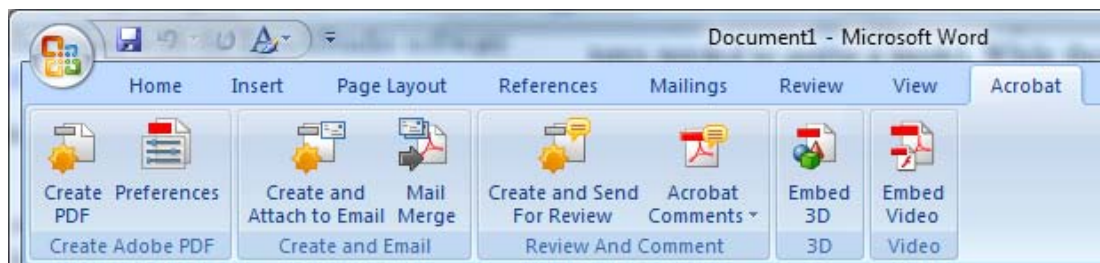 Document1 - Microsoft Word
Home Insert Page Layout References Mailings Review View Acrobat
Create PDF
Preferences
Create and Attach to Email
Mail Merge
Create and Send For Review
Acrobat Comments
Embed 3D
Embed Video
Create Adobe PDF
Create and Email
Review And Comment
3D
Video